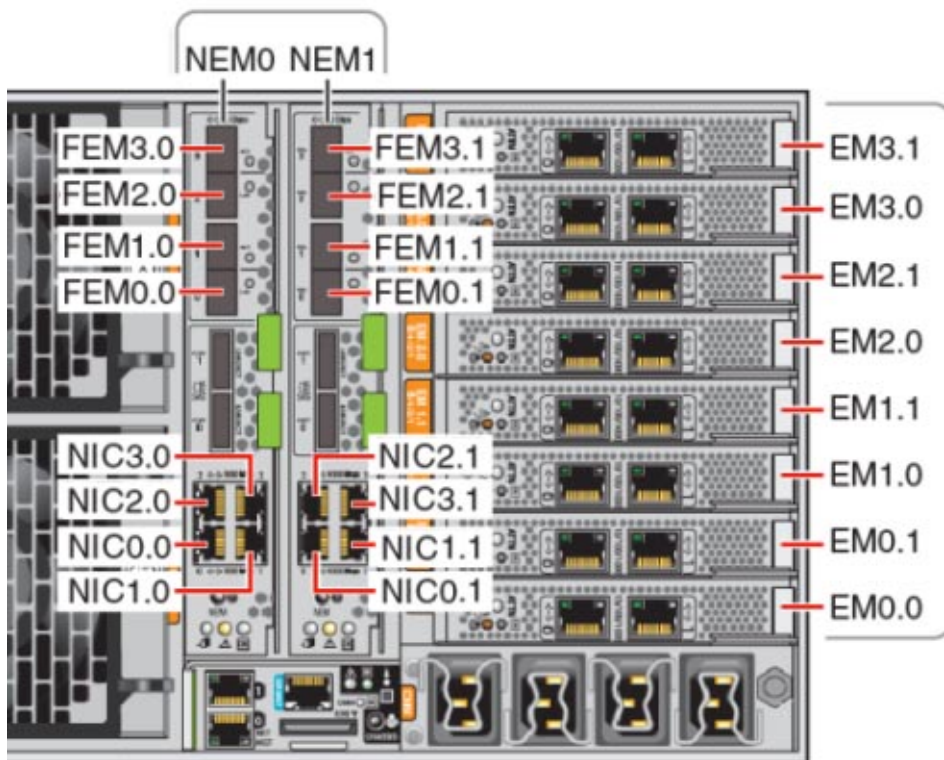 NEM0 NEM1
FEM3.0 FEM3.1 EM3.1
FEM2.0 FEM2.1 EM3.0
FEM1.0 FEM1.1 EM2.1
FEM0.0 FEM0.1
EM2.0
EM1.1
NIC3.0 NIC2.1 EM1.0
NIC2.0 NIC3.1
NIC0.0 NIC1.1 EM0.1
NIC1.0 NIC0.1 EM0.0